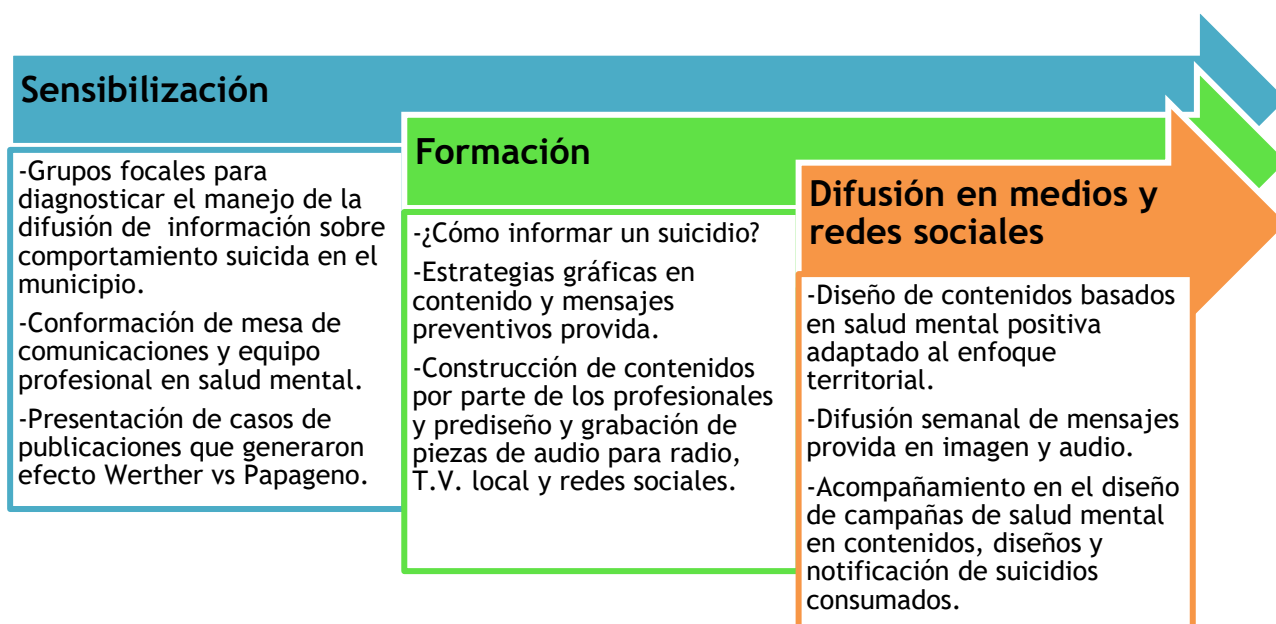 Sensibilización
-Grupos focales para
diagnosticar el manejo de la
difusión de información sobre
comportamiento suicida en el
municipio.
-Conformación de mesa de
comunicaciones y equipo
profesional en salud mental.
-Presentación de casos de
publicaciones que generaron
efecto Werther vs Papageno.
Formación
-¿Cómo informar un suicidio?
-Estrategias gráficas en
contenido y mensajes
preventivos provida.
-Construcción de contenidos
por parte de los profesionales
y prediseño y grabación de
piezas de audio para radio,
T.V. local y redes sociales.
Difusión en medios y
redes sociales
-Diseño de contenidos basados
en salud mental positiva
adaptado al enfoque
territorial.
-Difusión semanal de mensajes
provida en imagen y audio.
-Acompañamiento en el diseño
de campañas de salud mental
en contenidos, diseños y
notificación de suicidios
consumados.